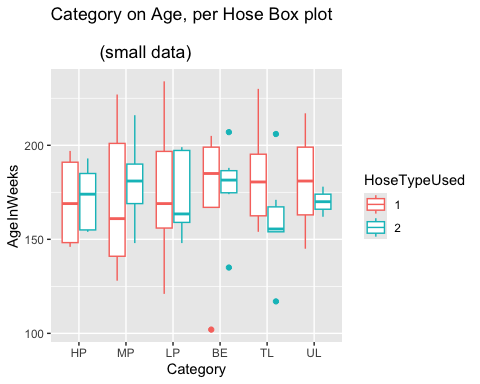 Category on Age, per Hose Box plot
(small data)
AgeInWeeks
200
150
100
HP MP LP BE TL UL
Category
HoseTypeUsed
1
2